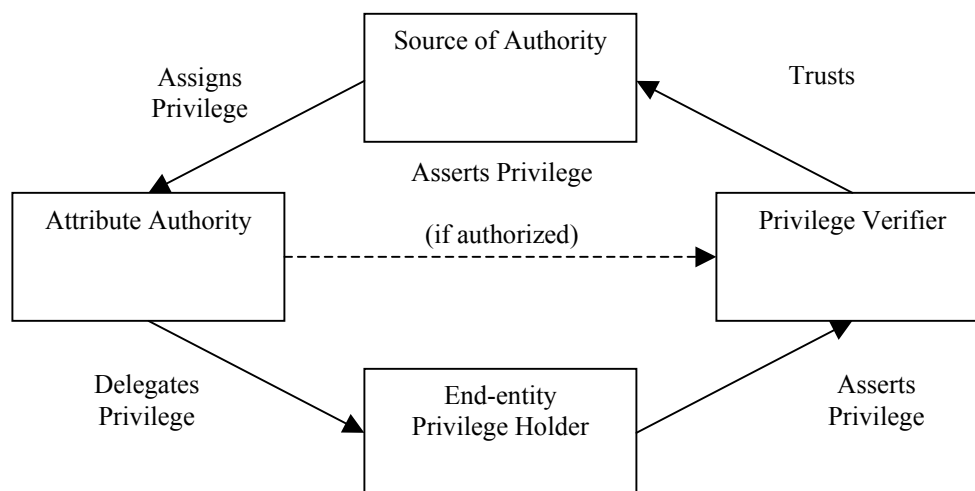 Source of Authority
Assigns
Privilege
Trusts
Asserts Privilege
Attribute Authority
(if authorized)
Privilege Verifier
Delegates
Privilege
End-entity
Privilege Holder
Asserts
Privilege